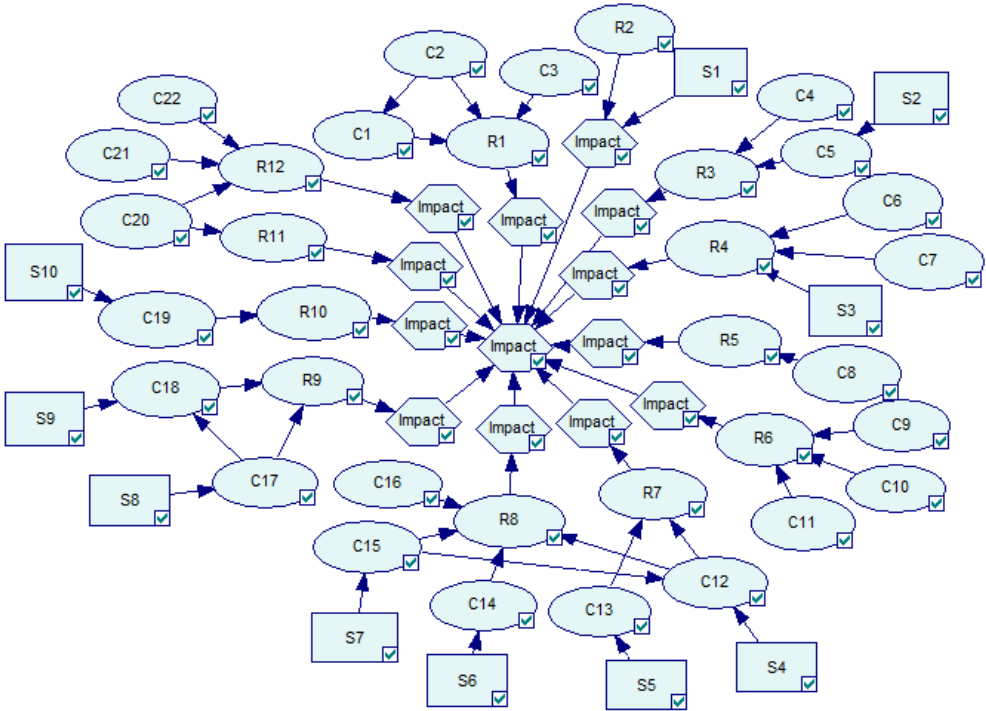 R2
C2
C3
S1
C22
C4
S2
C1
R1
Impact
C5
C21
R12
R3
C6
C20
Impact
Impact
Impact
R11
R4
C7
S10
Impact
Impact
S3
C19
R10
Impact
Impact
Impact
R5
C8
C18
R9
S9
Impact
Impact
Impact
Impact
C9
R6
C17
C16
R7
C10
S8
R8
C11
C15
C12
C14
C13
S7
S6
S5
S4